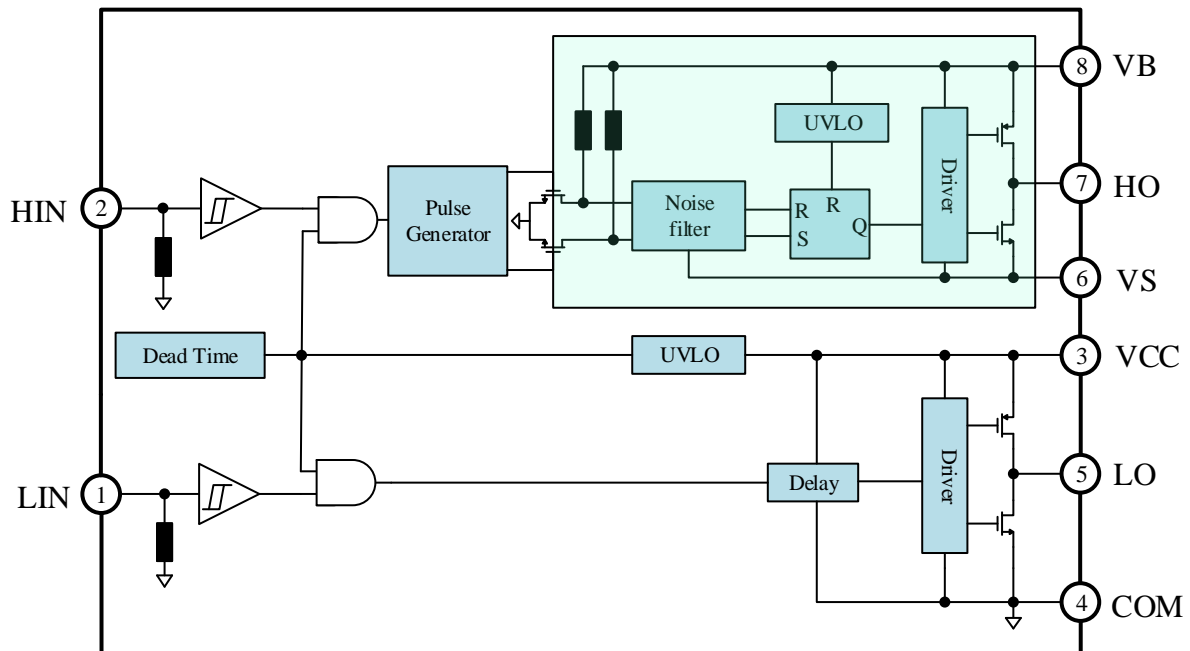 8 VB
UVLO
Driver
7 HO
HIN 2
Pulse
Generator
Noise
filter
R R
S Q
6 VS
Dead Time
UVLO
3 VCC
LIN 1
Delay
Driver
5 LO
4 COM